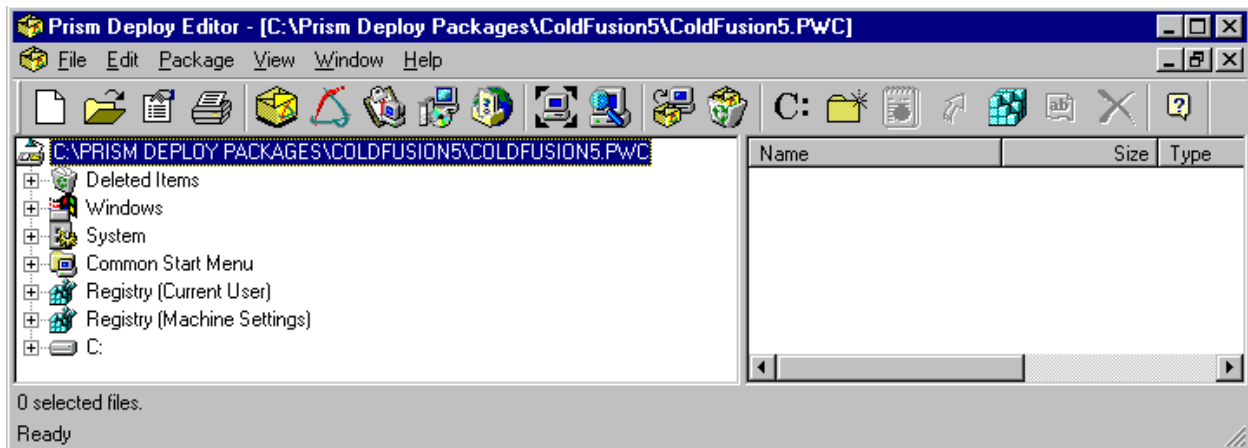 Prism Deploy Editor - [C:\Prism Deploy Packages\ColdFusion5\ColdFusion5.PWC]
File Edit Package View Window Help
C: ab
C:\PRISM DEPLOY PACKAGES\COLDFUSION5\COLDFUSION5.PWC
Name Size Type
Deleted Items
Windows
System
Common Start Menu
Registry (Current User)
Registry (Machine Settings)
C:
0 selected files.
Ready